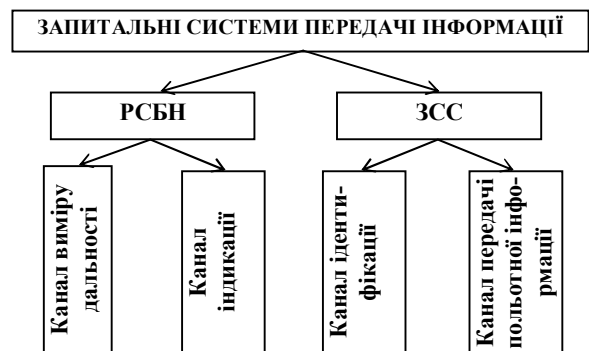 ЗАПИТАЛЬНІ СИСТЕМИ ПЕРЕДАЧІ ІНФОРМАЦІЇ
РСБН
ЗСС
Канал виміру
дальності
Канал
індикації
Канал іденти-
фікації
Канал передачі
польотної інфо-
рмації